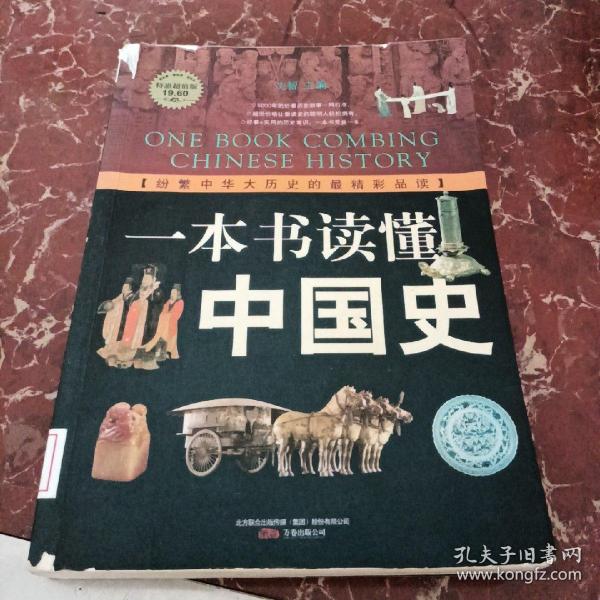 特惠超值版
19.60
主编
ONE BOOK COMBING
CHINESE HISTORY
【纷繁中华大历史的最精彩品读】
一本书读懂
中国史
北方联合出版传媒(集团)股份有限公司
万卷出版公司
孔夫子旧书网
www.kongfz.com